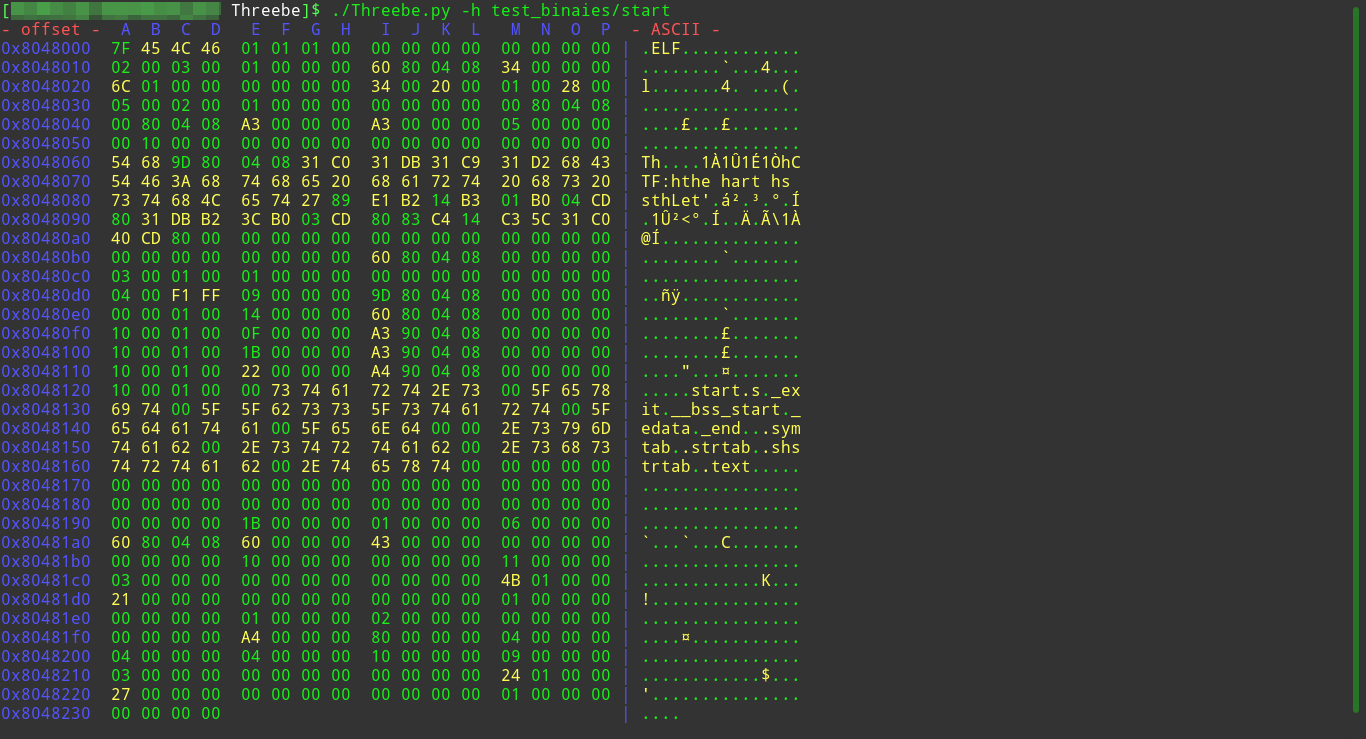 [ Threebe]$ ./Threebe.py -h test_binaies/start
- offset - A B C D E F G H I J K L M N O P - ASCII -
0x8048000 7F 45 4C 46 01 01 01 00 00 00 00 00 00 00 00 00 | .ELF............
0x8048010 02 00 03 00 01 00 00 00 60 80 04 08 34 00 00 00 | ........`...4...
0x8048020 6C 01 00 00 00 00 00 00 34 00 20 00 01 00 28 00 | l.......4. ...(.
0x8048030 05 00 02 00 01 00 00 00 00 00 00 00 00 80 04 08 | ................
0x8048040 00 80 04 08 A3 00 00 00 A3 00 00 00 05 00 00 00 | ....£...£.......
0x8048050 00 10 00 00 00 00 00 00 00 00 00 00 00 00 00 00 | ................
0x8048060 54 68 9D 80 04 08 31 C0 31 DB 31 C9 31 D2 68 43 | Th....1À1Û1É1ÒhC
0x8048070 54 46 3A 68 74 68 65 20 68 61 72 74 20 68 73 20 | TF:hthe hart hs
0x8048080 73 74 68 4C 65 74 27 89 E1 B2 14 B3 01 B0 04 CD | sthLet'.á².³.°.Í
0x8048090 80 31 DB B2 3C B0 03 CD 80 83 C4 14 C3 5C 31 C0 | .1Û²<°.Í..Ä.Ã\1À
0x80480a0 40 CD 80 00 00 00 00 00 00 00 00 00 00 00 00 00 | @Í..............
0x80480b0 00 00 00 00 00 00 00 00 60 80 04 08 00 00 00 00 | ........`.......
0x80480c0 03 00 01 00 01 00 00 00 00 00 00 00 00 00 00 00 | ................
0x80480d0 04 00 F1 FF 09 00 00 00 9D 80 04 08 00 00 00 00 | ..ñÿ............
0x80480e0 00 00 01 00 14 00 00 00 60 80 04 08 00 00 00 00 | ........`.......
0x80480f0 10 00 01 00 0F 00 00 00 A3 90 04 08 00 00 00 00 | ........£.......
0x8048100 10 00 01 00 1B 00 00 00 A3 90 04 08 00 00 00 00 | ........£.......
0x8048110 10 00 01 00 22 00 00 00 A4 90 04 08 00 00 00 00 | ...."...¤.......
0x8048120 10 00 01 00 00 73 74 61 72 74 2E 73 00 5F 65 78 | .....start.s._ex
0x8048130 69 74 00 5F 5F 62 73 73 5F 73 74 61 72 74 00 5F | it.__bss_start._
0x8048140 65 64 61 74 61 00 5F 65 6E 64 00 00 2E 73 79 6D | edata._end...sym
0x8048150 74 61 62 00 2E 73 74 72 74 61 62 00 2E 73 68 73 | tab..strtab..shs
0x8048160 74 72 74 61 62 00 2E 74 65 78 74 00 00 00 00 00 | trtab..text.....
0x8048170 00 00 00 00 00 00 00 00 00 00 00 00 00 00 00 00 | ................
0x8048180 00 00 00 00 00 00 00 00 00 00 00 00 00 00 00 00 | ................
0x8048190 00 00 00 00 1B 00 00 00 01 00 00 00 06 00 00 00 | ................
0x80481a0 60 80 04 08 60 00 00 00 43 00 00 00 00 00 00 00 | `...`...C.......
0x80481b0 00 00 00 00 10 00 00 00 00 00 00 00 11 00 00 00 | ................
0x80481c0 03 00 00 00 00 00 00 00 00 00 00 00 4B 01 00 00 | ............K...
0x80481d0 21 00 00 00 00 00 00 00 00 00 00 00 01 00 00 00 | !...............
0x80481e0 00 00 00 00 01 00 00 00 02 00 00 00 00 00 00 00 | ................
0x80481f0 00 00 00 00 A4 00 00 00 80 00 00 00 04 00 00 00 | ....¤...........
0x8048200 04 00 00 00 04 00 00 00 10 00 00 00 09 00 00 00 | ................
0x8048210 03 00 00 00 00 00 00 00 00 00 00 00 24 01 00 00 | ............$...
0x8048220 27 00 00 00 00 00 00 00 00 00 00 00 01 00 00 00 | '...............
0x8048230 00 00 00 00 | ....